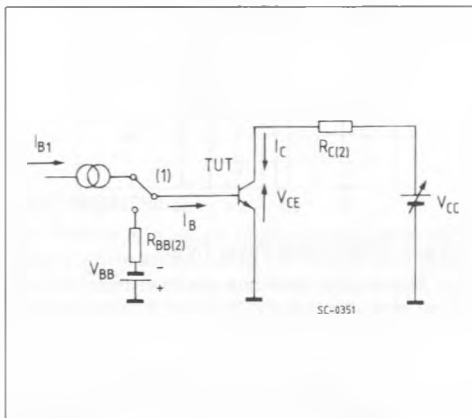 I_B1
(1)
TUT
I_C
R_C(2)
V_CE
V_CC
I_B
R_BB(2)
V_BB
-
+
SC-0351